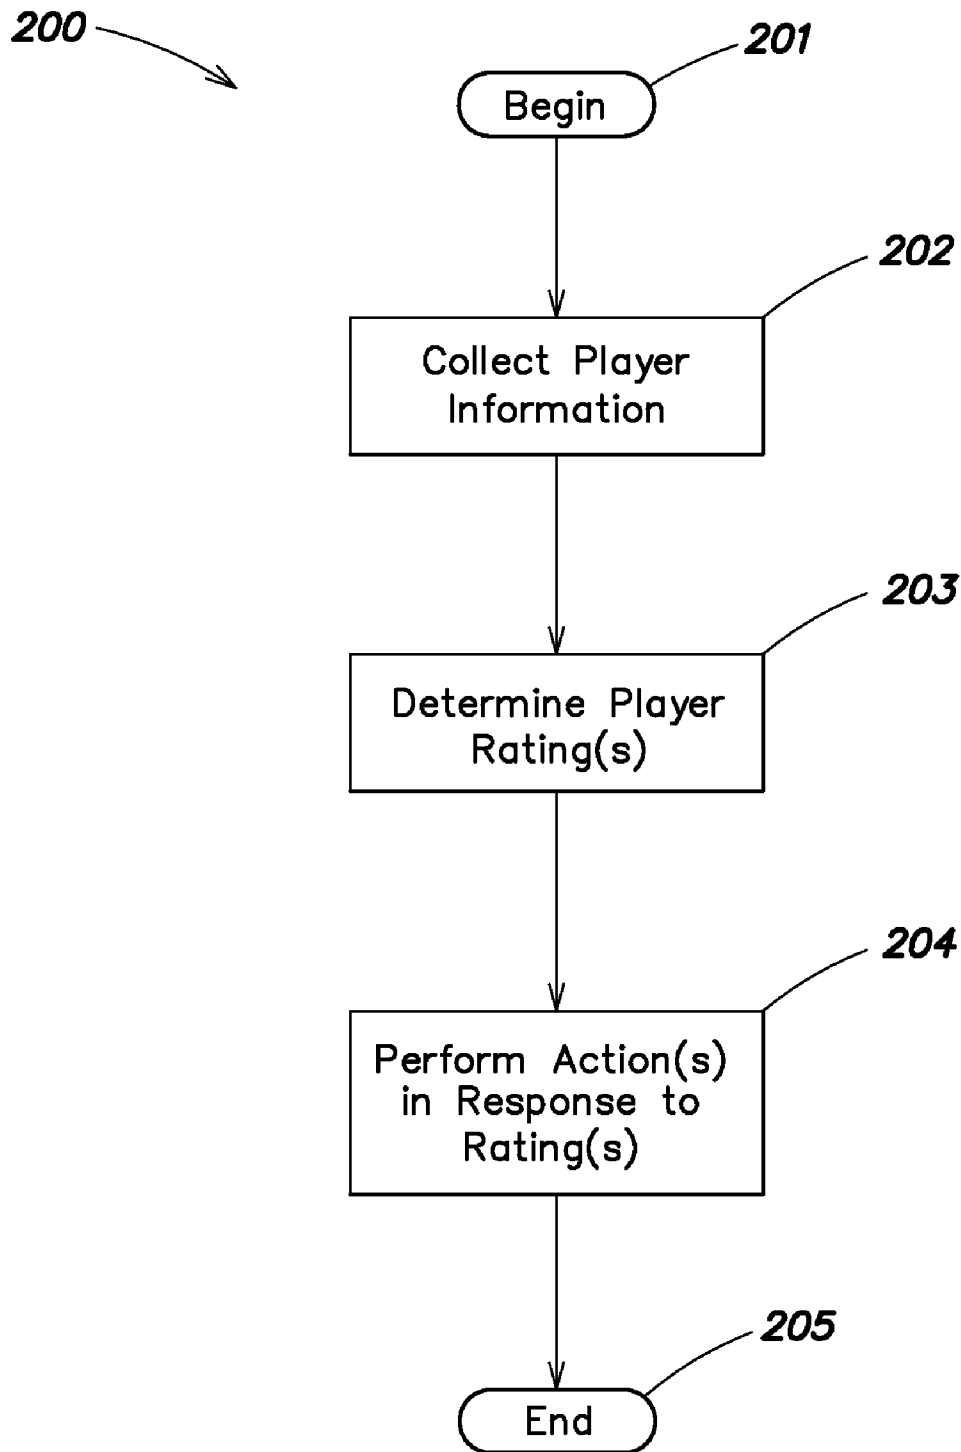 200
201
Begin
202
Collect Player
Information
203
Determine Player
Rating(s)
204
Perform Action(s)
in Response to
Rating(s)
205
End